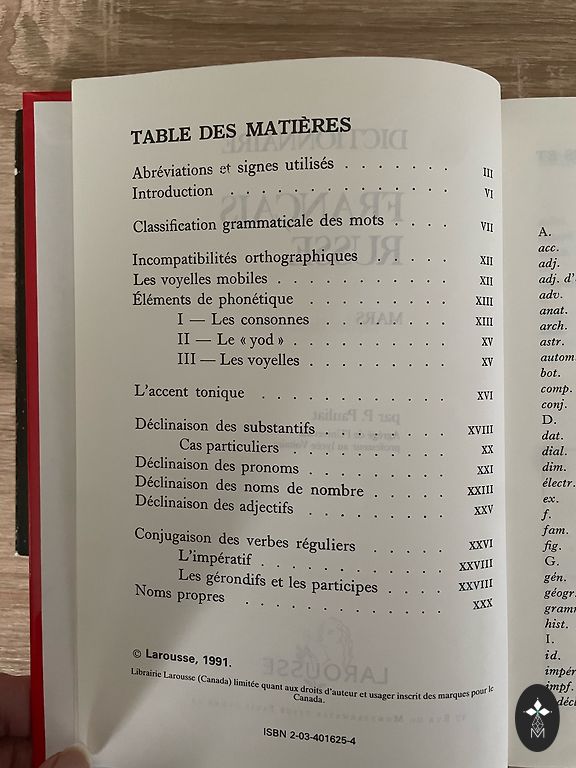 TABLE DES MATIÈRES
Abréviations et signes utilisés . . . . . . . III
Introduction . . . . . . . . . . . . . VI
Classification grammaticale des mots . . . . VII
Incompatibilités orthographiques . . . . . XII
Les voyelles mobiles . . . . . . . . . . XII
Éléments de phonétique . . . . . . . . XIII
I — Les consonnes . . . . . . . . XIII
II — Le « yod » . . . . . . . . . XV
III — Les voyelles . . . . . . . . XV
L'accent tonique . . . . . . . . . . . XVI
Déclinaison des substantifs . . . . . . . XVIII
Cas particuliers . . . . . . . . . XX
Déclinaison des pronoms . . . . . . . . XXI
Déclinaison des noms de nombre . . . . . XXIII
Déclinaison des adjectifs . . . . . . . . XXV
Conjugaison des verbes réguliers . . . . . XXVI
L'impératif . . . . . . . . . . . XXVIII
Les gérondifs et les participes . . . . XXVIII
Noms propres . . . . . . . . . . . . XXX
© Larousse, 1991.
Librairie Larousse (Canada) limitée quant aux droits d'auteur et usager inscrit des marques pour le
Canada.
ISBN 2-03-401625-4
A.
acc.
adj.
adj. d'
adv.
anat.
arch.
astr.
autom.
bot.
comp.
conj.
D.
dat.
dial.
dim.
électr.
ex.
f.
fam.
fig.
G.
gén.
géogr.
gramm
hist.
I.
id.
impér
impf.
M